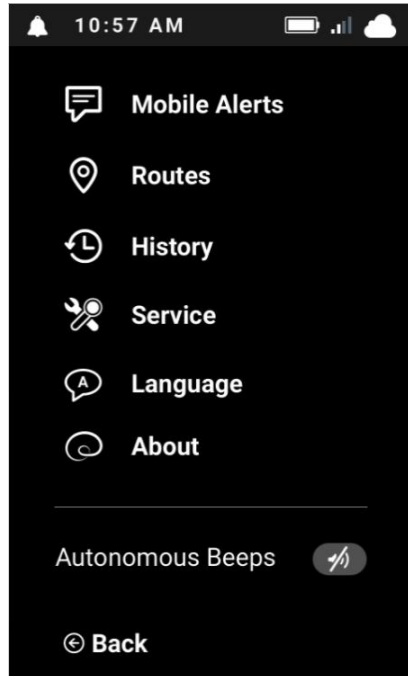 10:57 AM
Mobile Alerts
Routes
History
Service
A Language
About
Autonomous Beeps
Back